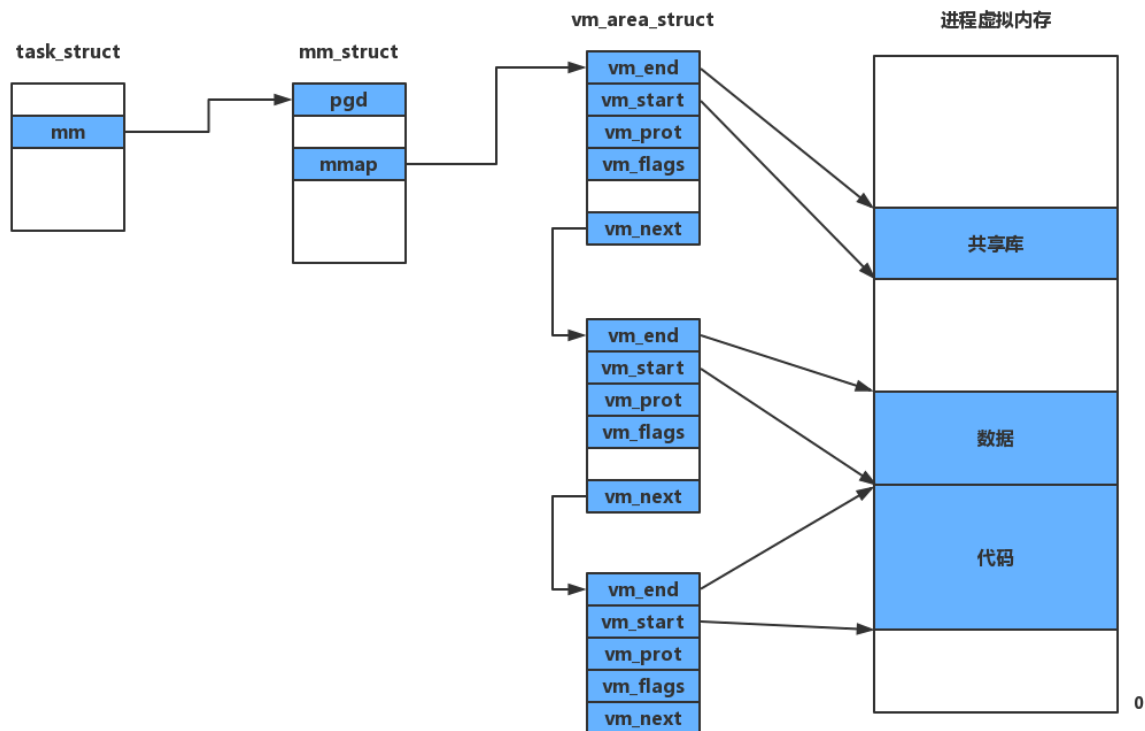 task_struct
mm
mm_struct
pgd
mmap
vm_area_struct
vm_end
vm_start
vm_prot
vm_flags
vm_next
vm_end
vm_start
vm_prot
vm_flags
vm_next
vm_end
vm_start
vm_prot
vm_flags
vm_next
进程虚拟内存
共享库
数据
代码
0